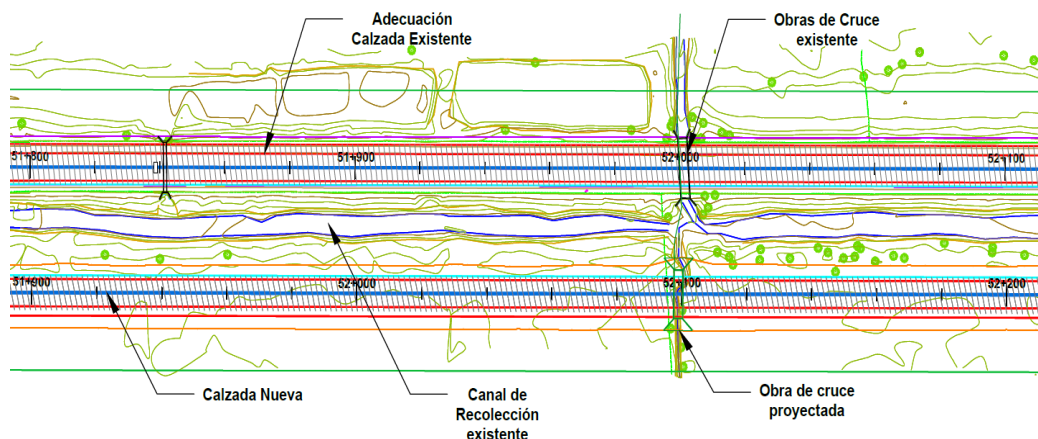 Adecuación
Calzada Existente
Obras de Cruce
existente
51+800
51+900
52+000
52+100
51+900
52+000
52+100
52+200
Calzada Nueva
Canal de
Recolección
existente
Obra de cruce
proyectada